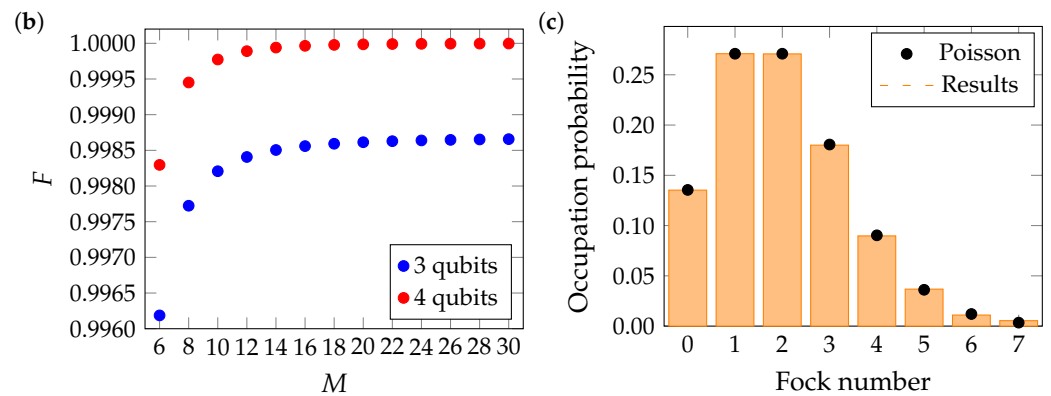 (b)
1.0000
0.9995
0.9990
0.9985
0.9980
0.9975
0.9970
0.9965
0.9960
F
6 8 10 12 14 16 18 20 22 24 26 28 30
M
3 qubits
4 qubits
(c)
0.25
0.20
0.15
0.10
0.05
0.00
Occupation probability
0 1 2 3 4 5 6 7
Fock number
Poisson
Results